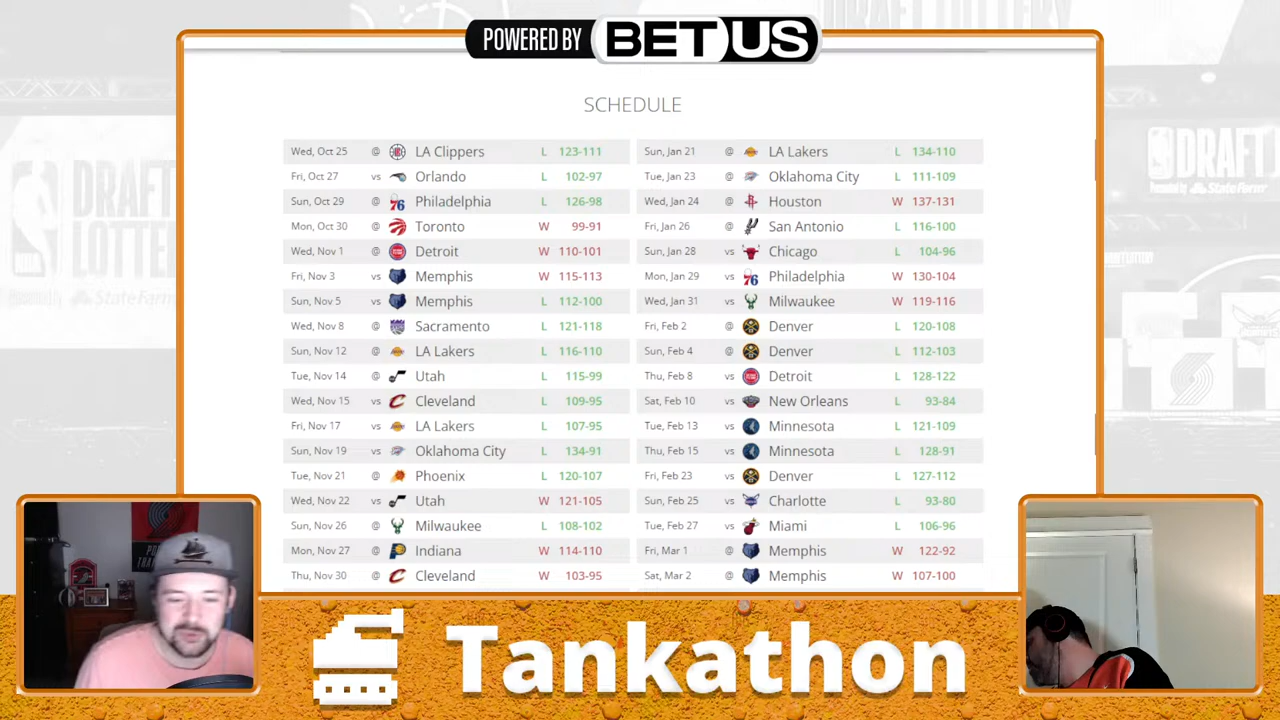 POWERED BY BETUS
SCHEDULE
Wed, Oct 25 @ LA Clippers L 123-111
Fri, Oct 27 vs Orlando L 102-97
Sun, Oct 29 @ Philadelphia L 126-98
Mon, Oct 30 @ Toronto W 99-91
Wed, Nov 1 @ Detroit W 110-101
Fri, Nov 3 vs Memphis W 115-113
Sun, Nov 5 vs Memphis L 112-100
Wed, Nov 8 @ Sacramento L 121-118
Sun, Nov 12 @ LA Lakers L 116-110
Tue, Nov 14 @ Utah L 115-99
Wed, Nov 15 vs Cleveland L 109-95
Fri, Nov 17 vs LA Lakers L 107-95
Sun, Nov 19 vs Oklahoma City L 134-91
Tue, Nov 21 @ Phoenix L 120-107
Wed, Nov 22 vs Utah W 121-105
Sun, Nov 26 @ Milwaukee L 108-102
Mon, Nov 27 @ Indiana W 114-110
Thu, Nov 30 @ Cleveland W 103-95
Sun, Jan 21 @ LA Lakers L 134-110
Tue, Jan 23 @ Oklahoma City L 111-109
Wed, Jan 24 @ Houston W 137-131
Fri, Jan 26 @ San Antonio L 116-100
Sun, Jan 28 vs Chicago L 104-96
Mon, Jan 29 vs Philadelphia W 130-104
Wed, Jan 31 vs Milwaukee W 119-116
Fri, Feb 2 @ Denver L 120-108
Sun, Feb 4 @ Denver L 112-103
Thu, Feb 8 vs Detroit L 128-122
Sat, Feb 10 vs New Orleans L 93-84
Tue, Feb 13 vs Minnesota L 121-109
Thu, Feb 15 vs Minnesota L 128-91
Fri, Feb 23 vs Denver L 127-112
Sun, Feb 25 vs Charlotte L 93-80
Tue, Feb 27 vs Miami L 106-96
Fri, Mar 1 @ Memphis W 122-92
Sat, Mar 2 @ Memphis W 107-100
DRAFT
LOTTERY
Presented by StateFarm
DRAFT
Presented by StateFarm
Tankathon